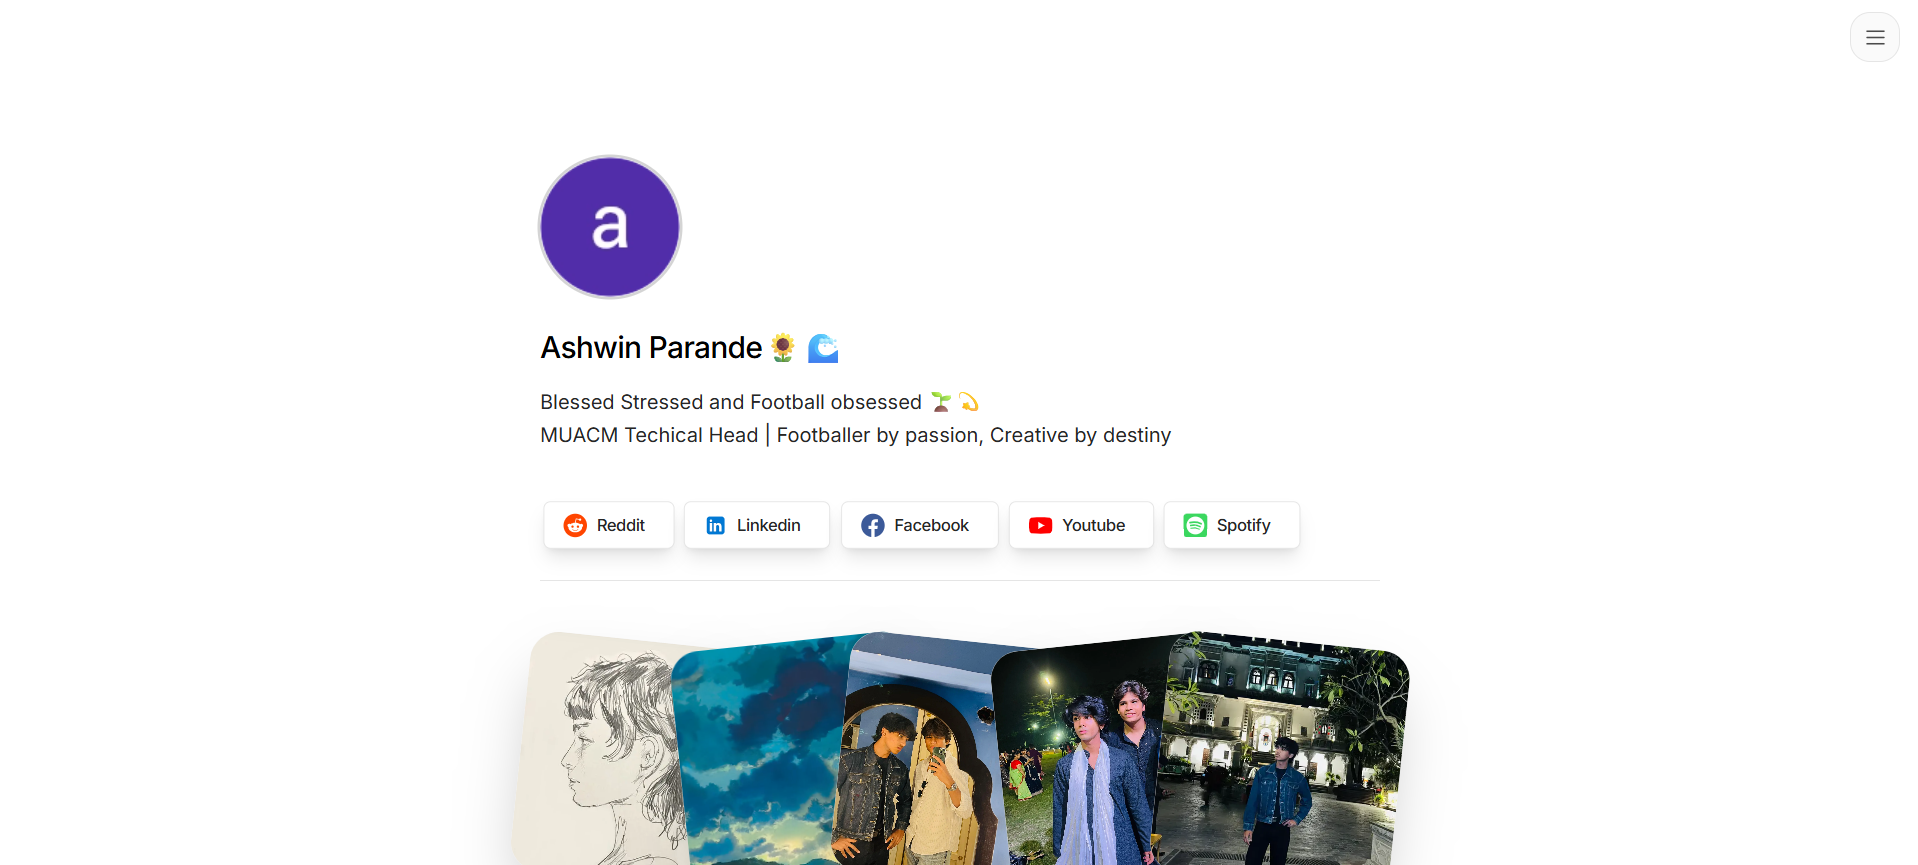 a
Ashwin Parande🌻 🌊
Blessed Stressed and Football obsessed 🌱 💫
MUACM Techical Head | Footballer by passion, Creative by destiny
Reddit
Linkedin
Facebook
Youtube
Spotify